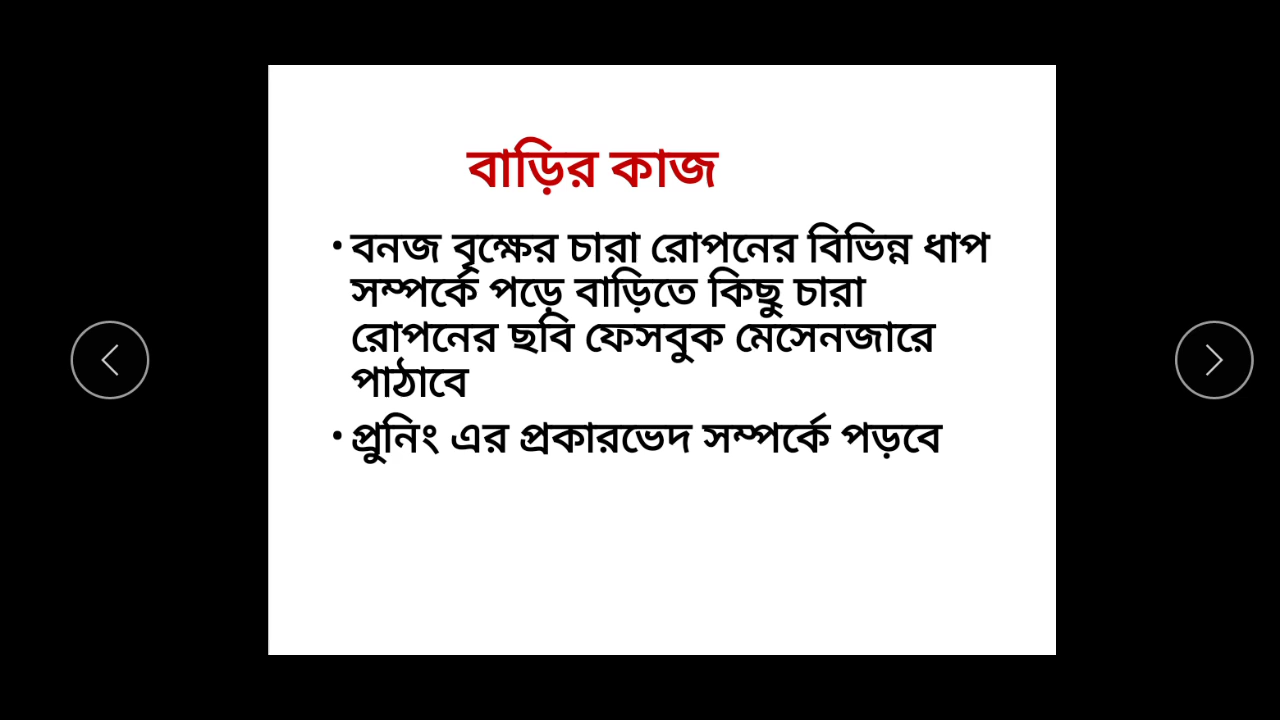 বাড়ির কাজ
• বনজ বৃক্ষের চারা রোপনের বিভিন্ন ধাপ
সম্পর্কে পড়ে বাড়িতে কিছু চারা
রোপনের ছবি ফেসবুক মেসেনজারে
পাঠাবে
• প্রুনিং এর প্রকারভেদ সম্পর্কে পড়বে